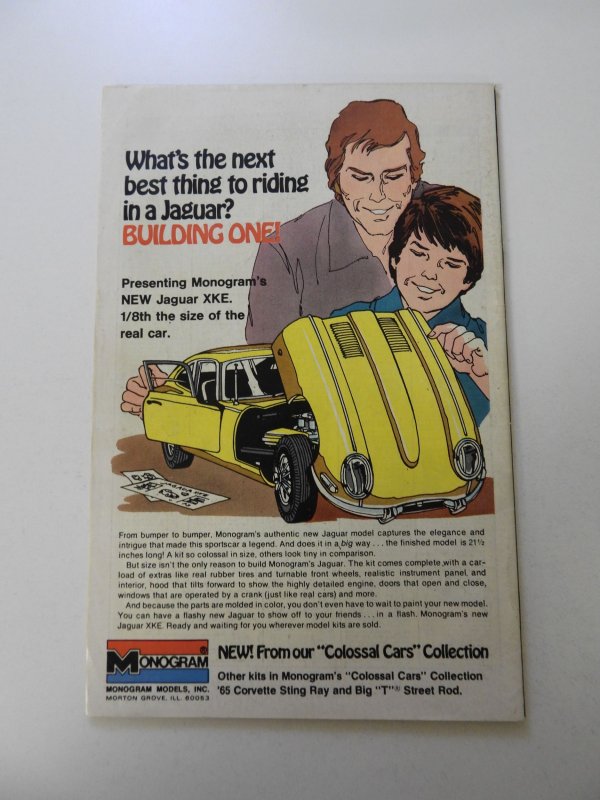 What's the next
best thing to riding
in a Jaguar?
BUILDING ONE!
Presenting Monogram's
NEW Jaguar XKE.
1/8th the size of the
real car.
From bumper to bumper, Monogram's authentic new Jaguar model captures the elegance and
intrigue that made this sportscar a legend. And does it in a big way . . . the finished model is 21½
inches long! A kit so colossal in size, others look tiny in comparison.
But size isn't the only reason to build Monogram's Jaguar. The kit comes complete with a car-
load of extras like real rubber tires and turnable front wheels, realistic instrument panel, and
interior, hood that tilts forward to show the highly detailed engine, doors that open and close,
windows that are operated by a crank (just like real cars) and more.
And because the parts are molded in color, you don't even have to wait to paint your new model.
You can have a flashy new Jaguar to show off to your friends . . . in a flash. Monogram's new
Jaguar XKE. Ready and waiting for you wherever model kits are sold.
MONOGRAM®
MONOGRAM MODELS, INC.
MORTON GROVE, ILL. 60053
NEW! From our "Colossal Cars" Collection
Other kits in Monogram's "Colossal Cars" Collection
'65 Corvette Sting Ray and Big "T"® Street Rod.